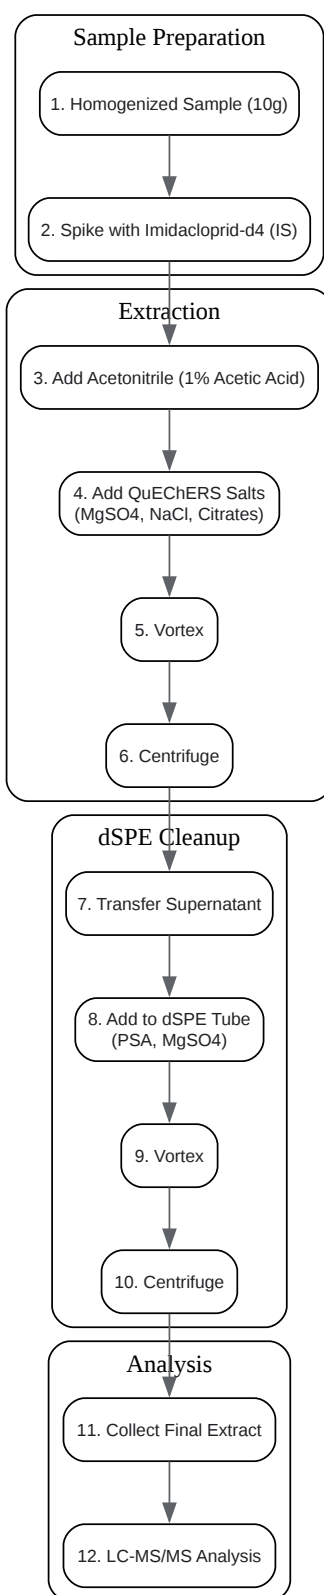 Sample Preparation
1. Homogenized Sample (10g)
2. Spike with Imidacloprid-d4 (IS)
Extraction
3. Add Acetonitrile (1% Acetic Acid)
4. Add QuEChERS Salts
(MgSO4, NaCl, Citrates)
5. Vortex
6. Centrifuge
dSPE Cleanup
7. Transfer Supernatant
8. Add to dSPE Tube
(PSA, MgSO4)
9. Vortex
10. Centrifuge
Analysis
11. Collect Final Extract
12. LC-MS/MS Analysis